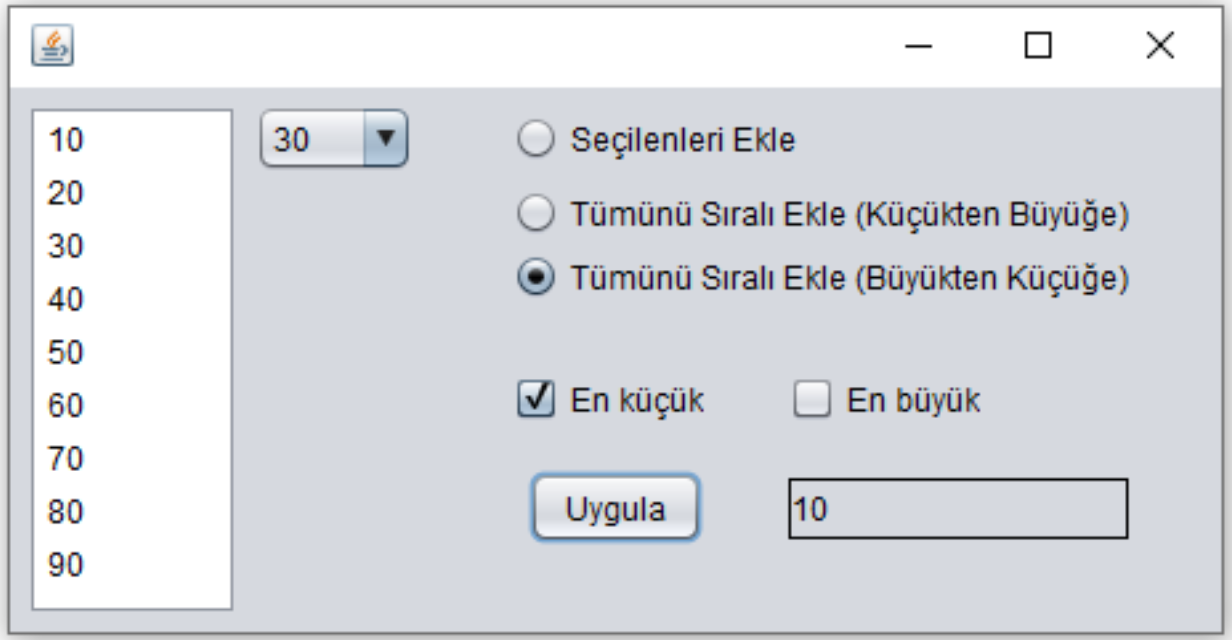 10
20
30
40
50
60
70
80
90
30
Seçilenleri Ekle
Tümünü Sıralı Ekle (Küçükten Büyüğe)
Tümünü Sıralı Ekle (Büyükten Küçüğe)
En küçük
En büyük
Uygula
10